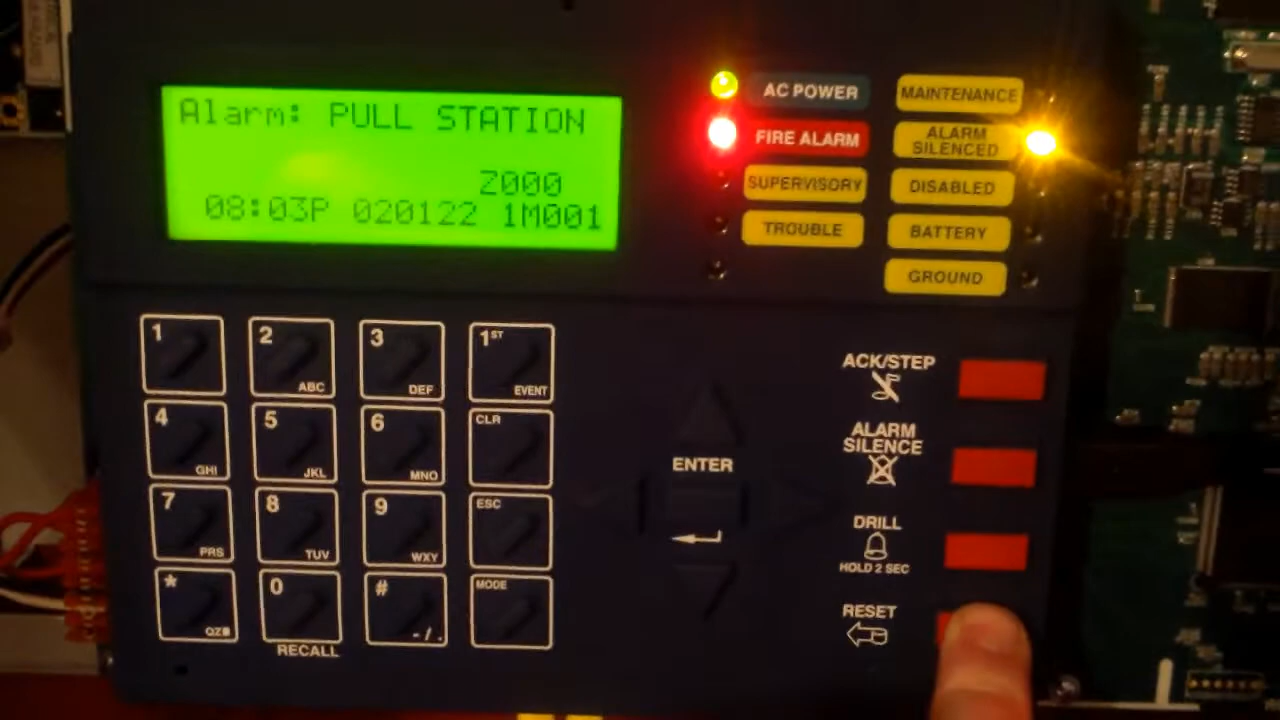 Alarm: PULL STATION
Z000
08:03P 020122 1M001
AC POWER
FIRE ALARM
SUPERVISORY
TROUBLE
MAINTENANCE
ALARM
SILENCED
DISABLED
BATTERY
GROUND
1
2 ABC
3 DEF
1ST EVENT
4 GHI
5 JKL
6 MNO
CLR
7 PRS
8 TUV
9 WXY
ESC
* QZ
0
# - / .
MODE
RECALL
ENTER
ACK/STEP
ALARM
SILENCE
DRILL
HOLD 2 SEC
RESET